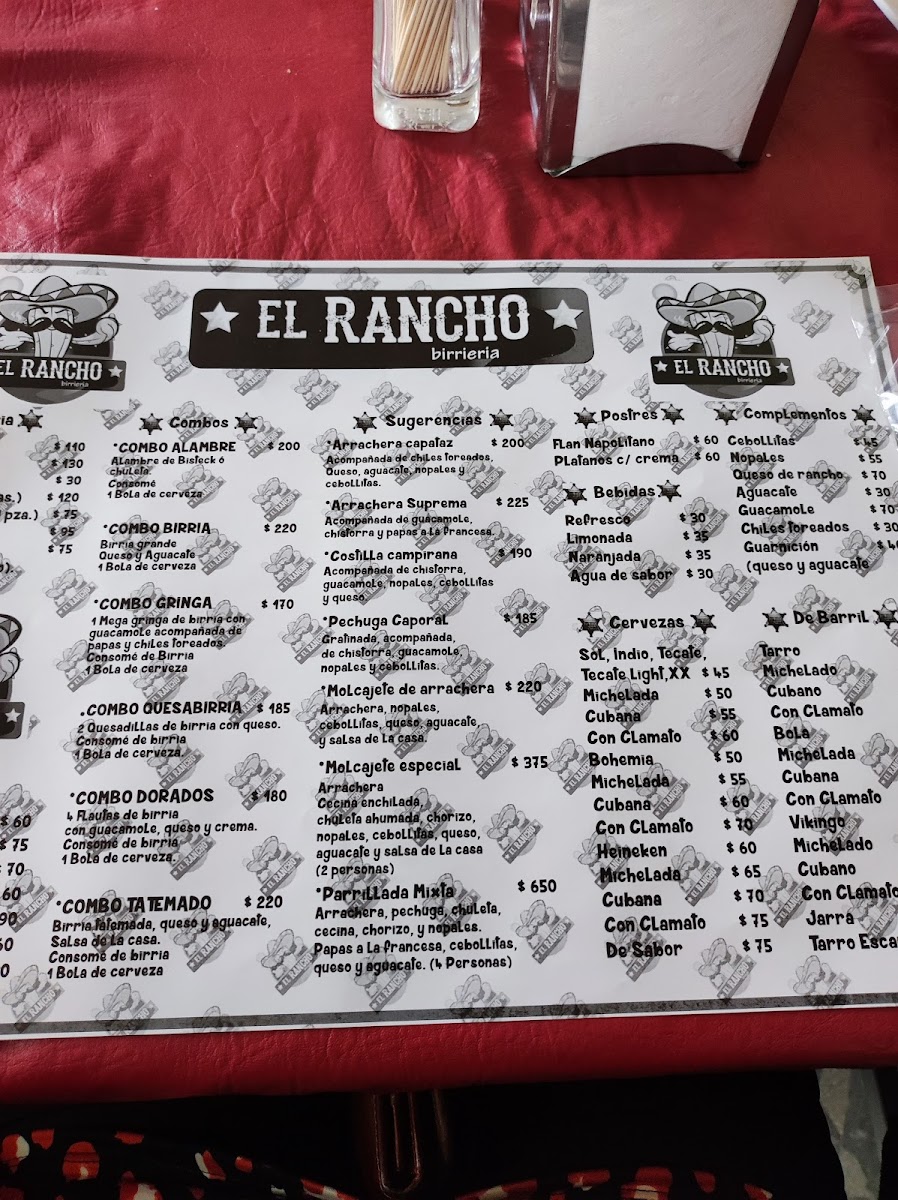 EL RANCHO
birrieria
EL RANCHO
birrieria
EL RANCHO
birrieria
ia
$ 110
$ 130
$ 30
as.) $ 120
pza.) $ 75
$ 95
$ 75
$ 60
$ 75
70
60
90
60
0
Combos
*COMBO ALAMBRE $ 200
Alambre de Bisteck ó
chuleta.
Consomé
1 Bola de cerveza
*COMBO BIRRIA $ 220
Birria grande
Queso y Aguacate
1 Bola de cerveza
*COMBO GRINGA $ 170
1 Mega gringa de birria con
guacamole acompañada de
papas y chiles toreados.
Consomé de Birria
1 Bola de cerveza
.COMBO QUESABIRRIA $ 185
2 Quesadillas de birria con queso.
Consomé de birria
1 Bola de cerveza.
*COMBO DORADOS $ 180
4 Flautas de birria
con guacamole, queso y crema.
Consomé de birria
1 Bola de cerveza.
*COMBO TATEMADO $ 220
Birria tatemada, queso y aguacate,
Salsa de la casa.
Consome de birria
1 Bola de cerveza
Sugerencias
*Arrachera capataz $ 200
Acompañada de chiles toreados,
Queso, aguacate, nopales y
cebollitas.
*Arrachera Suprema $ 225
Acompañada de guacamole,
chistorra y papas a la francesa.
*Costilla campirana $ 190
Acompañada de chistorra,
guacamole, nopales, cebollitas
y queso.
*Pechuga Caporal $ 185
Gratinada, acompañada,
de chistorra, guacamole,
nopales y cebollitas.
*Molcajete de arrachera $ 220
Arrachera, nopales,
cebollitas, queso, aguacate
y salsa de la casa.
*Molcajete especial $ 375
Arrachera
Cecina enchilada,
chuleta ahumada, chorizo,
nopales, cebollitas, queso,
aguacate y salsa de la casa
(2 personas)
*Parrillada Mixta $ 650
Arrachera, pechuga, chuleta,
cecina, chorizo, y nopales.
Papas a la francesa, cebollitas,
queso y aguacate. (4 Personas)
Postres
Flan Napolitano $ 60
Platanos c/ crema $ 60
Bebidas
Refresco $ 30
Limonada $ 35
Naranjada $ 35
Agua de sabor $ 30
Complementos
Cebollitas $ 45
Nopales $ 55
Queso de rancho $ 70
Aguacate $ 30
Guacamole $ 70
Chiles toreados $ 30
Guarnición
(queso y aguacate
Cervezas
Sol, Indio, Tecate,
Tecate Light,XX $ 45
Michelada $ 50
Cubana $ 55
Con Clamato $ 60
Bohemia $ 50
Michelada $ 55
Cubana $ 60
Con Clamato $ 70
Heineken $ 60
Michelada $ 65
Cubana $ 70
Con Clamato $ 75
De Sabor $ 75
De Barril
Tarro
Michelado
Cubano
Con Clamato
Bola
Michelada
Cubana
Con Clamato
Vikingo
Michelado
Cubano
Con Clamato
Jarra
Tarro Esca